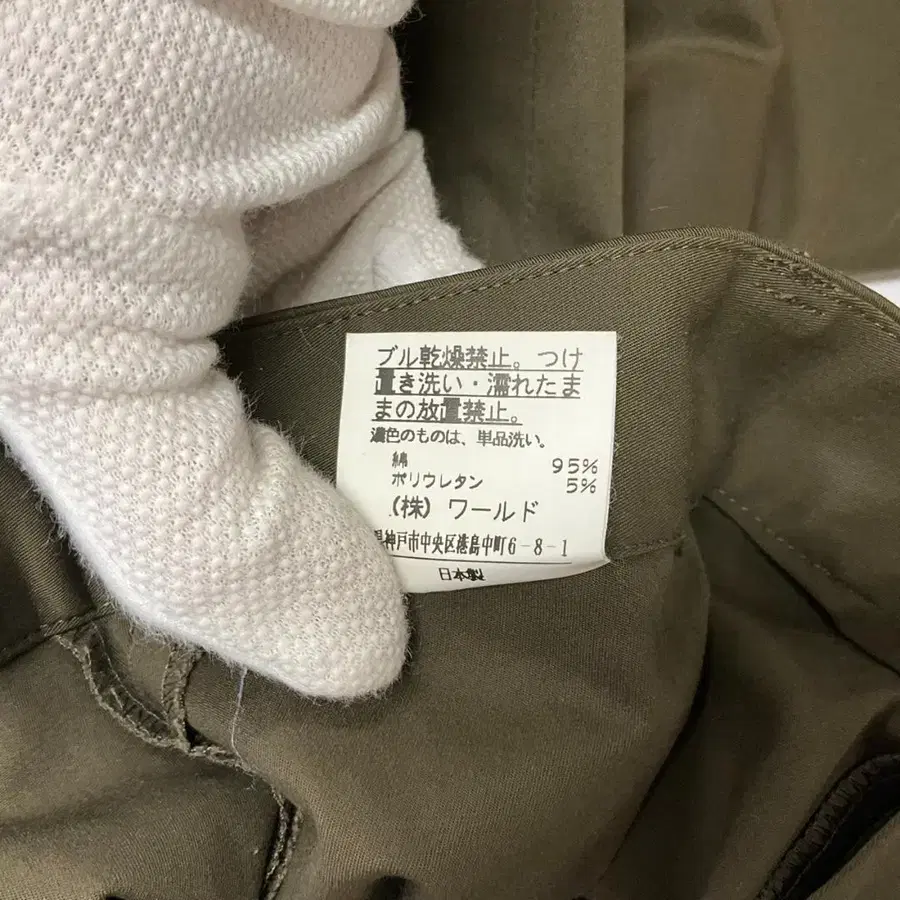 ブル乾燥禁止。つけ
置き洗い・濡れたま
まの放置禁止。
濃色のものは、単品洗い。
綿 95%
ポリウレタン 5%
(株) ワールド
神戸市中央区港島中町6-8-1
日本製